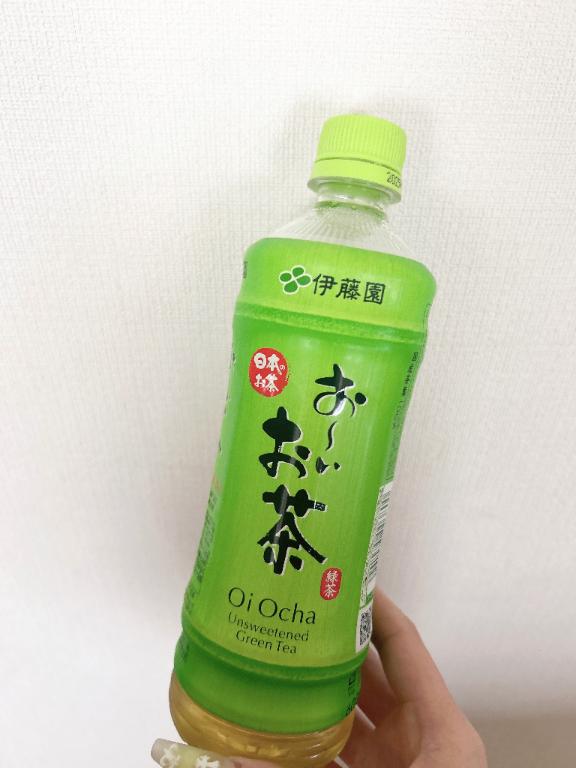 202
伊藤園
日本の
お茶
お～い
お茶
緑茶
Oi Ocha
Unsweetened
Green Tea